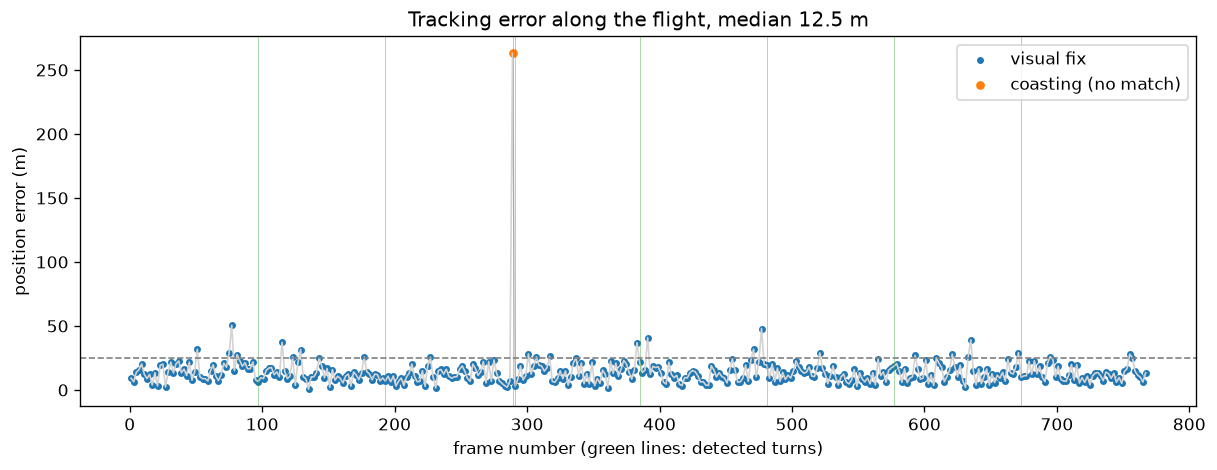 Tracking error along the flight, median 12.5 m
visual fix
coasting (no match)
position error (m)
250
200
150
100
50
0
0 100 200 300 400 500 600 700 800
frame number (green lines: detected turns)